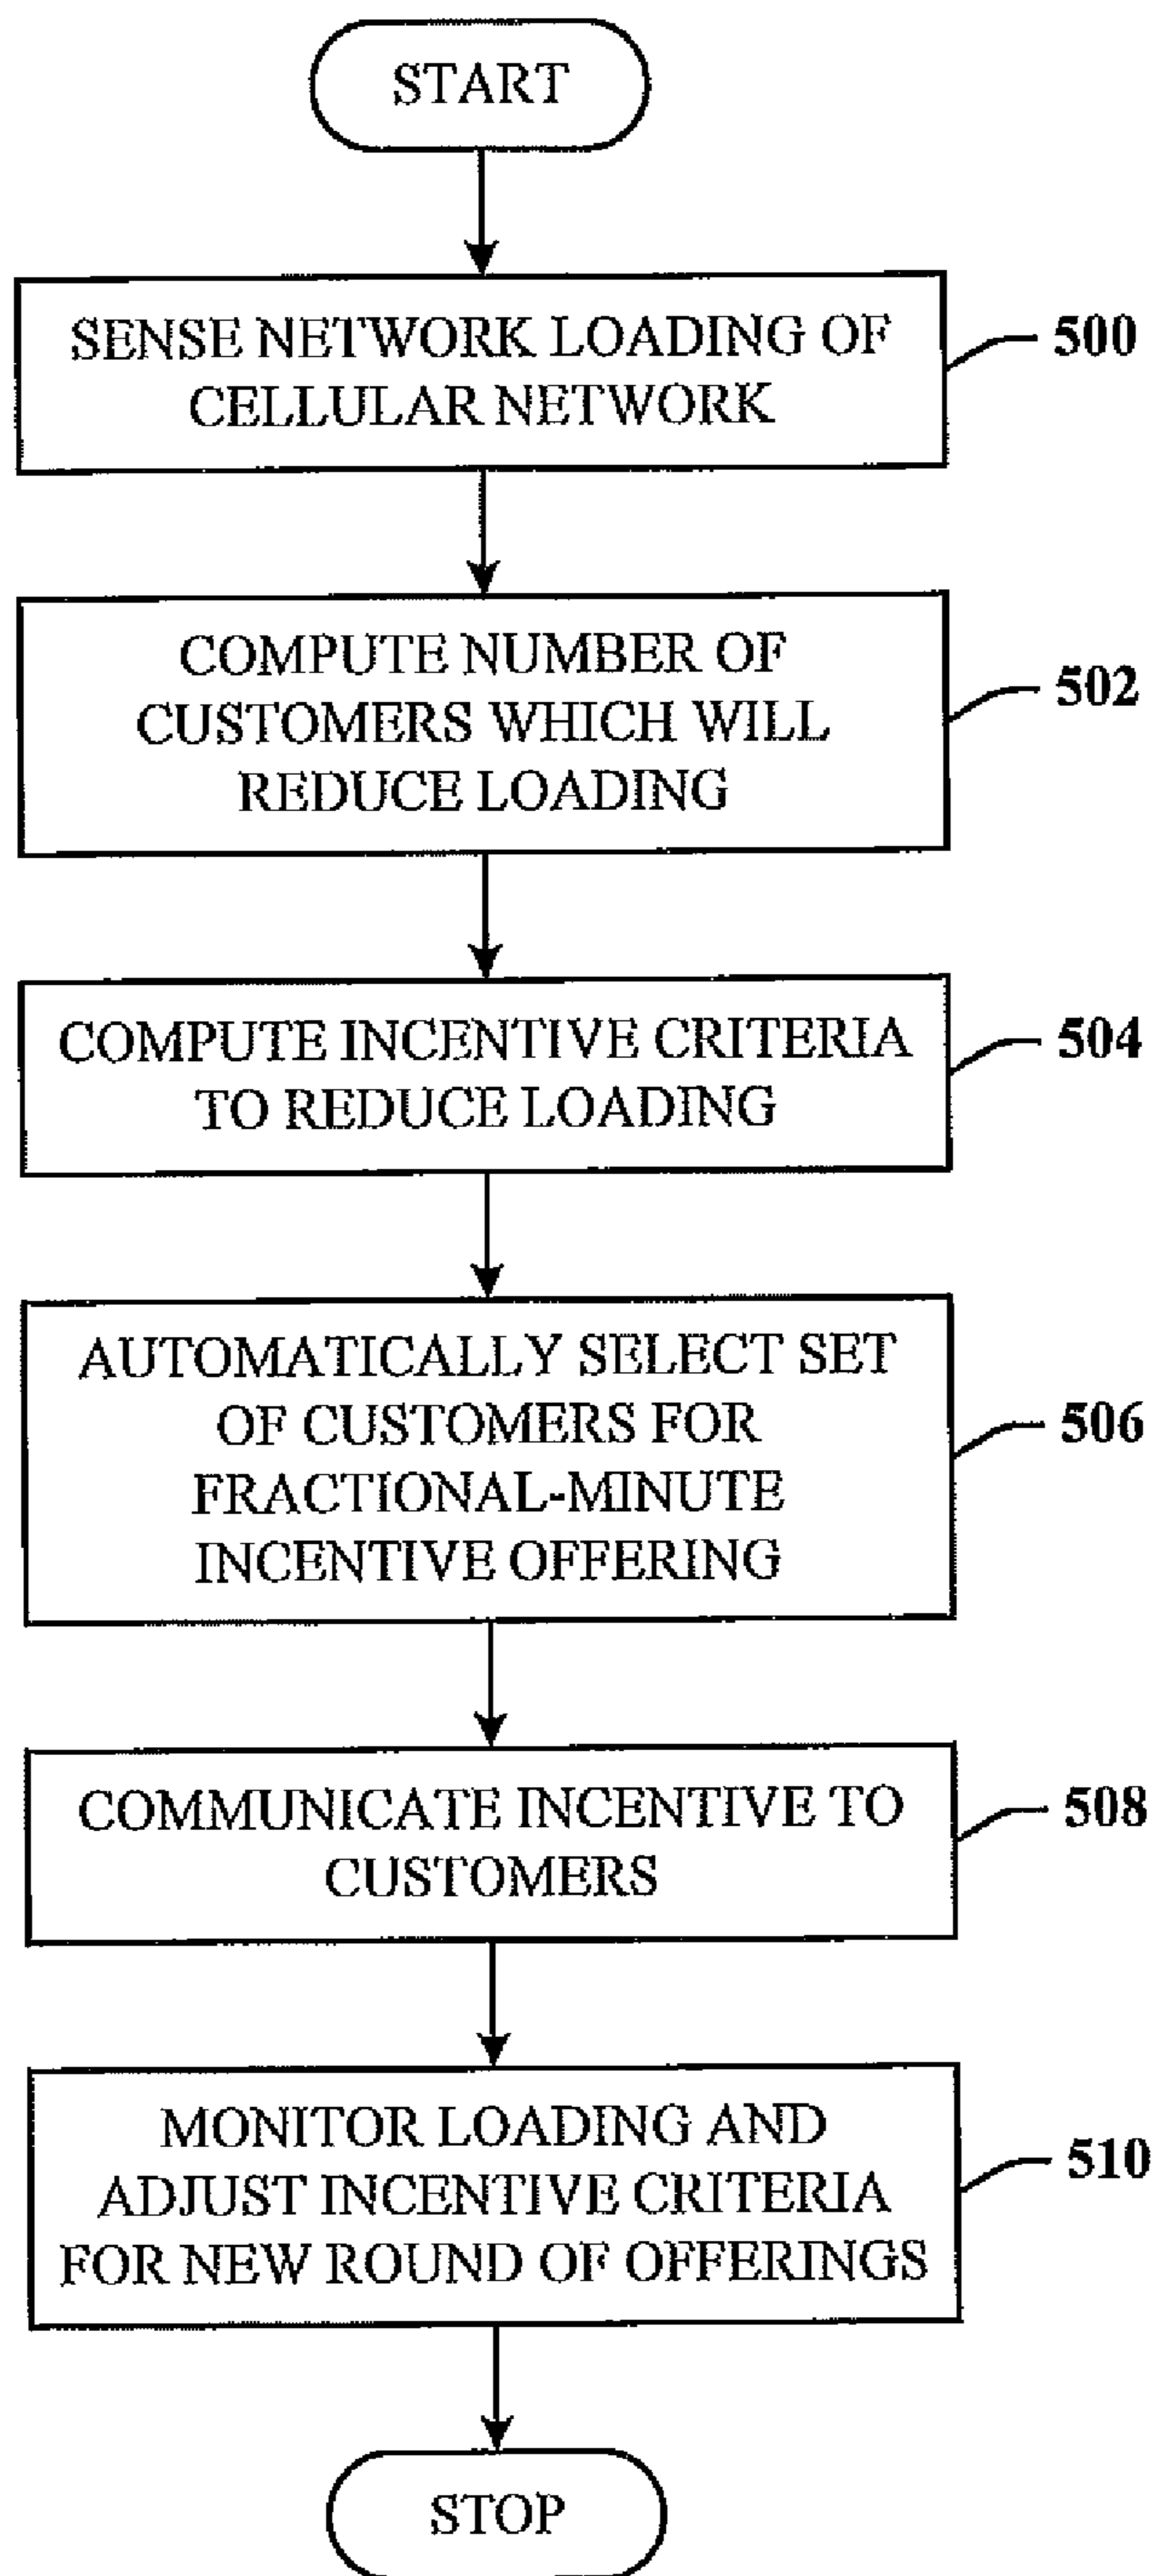 START
SENSE NETWORK LOADING OF
CELLULAR NETWORK
500
COMPUTE NUMBER OF
CUSTOMERS WHICH WILL
REDUCE LOADING
502
COMPUTE INCENTIVE CRITERIA
TO REDUCE LOADING
504
AUTOMATICALLY SELECT SET
OF CUSTOMERS FOR
FRACTIONAL-MINUTE
INCENTIVE OFFERING
506
COMMUNICATE INCENTIVE TO
CUSTOMERS
508
MONITOR LOADING AND
ADJUST INCENTIVE CRITERIA
FOR NEW ROUND OF OFFERINGS
510
STOP